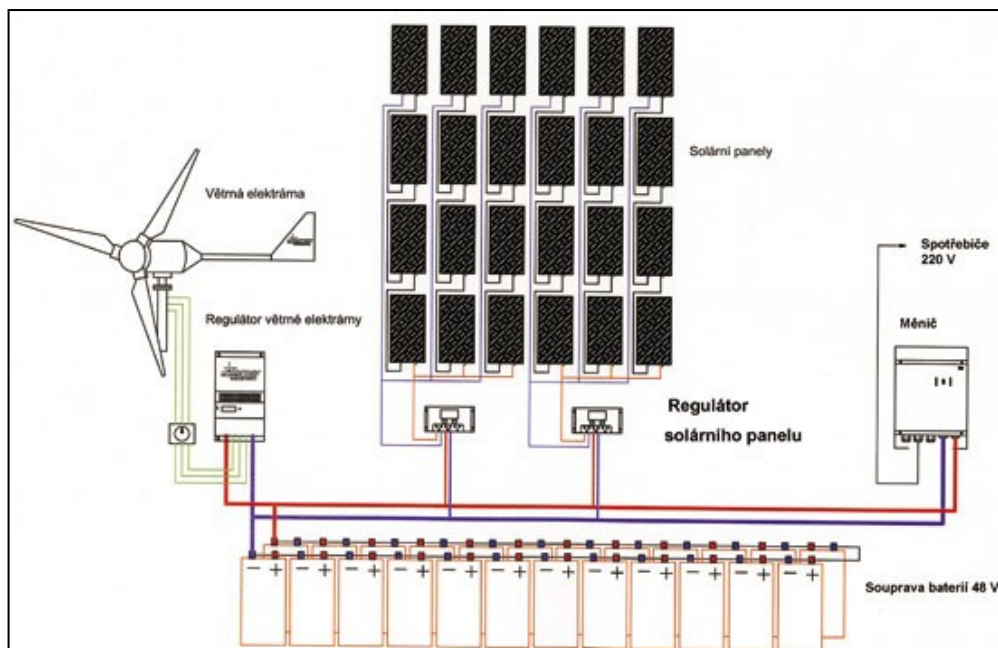 Solární panely
Větrná elektrárna
Spotřebiče
220 V
Regulátor větrné elektrárny
Měnič
Regulátor
solárního panelu
Souprava baterií 48 V
− + − + − + − + − + − + − + − + − + − + − + − +